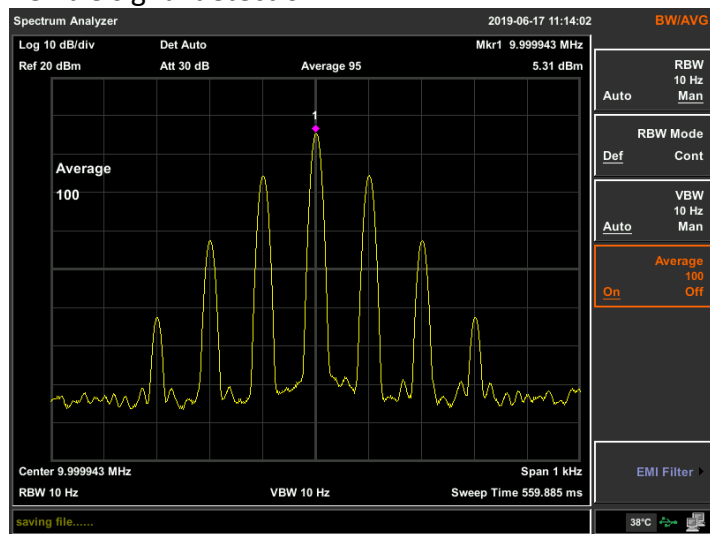 Spectrum Analyzer 2019-06-17 11:14:02 BW/AVG
Log 10 dB/div Det Auto Mkr1 9.999943 MHz
Ref 20 dBm Att 30 dB Average 95 5.31 dBm
1
Average
100
RBW
10 Hz
Auto Man
RBW Mode
Def Cont
VBW
10 Hz
Auto Man
Average
100
On Off
EMI Filter
Center 9.999943 MHz Span 1 kHz
RBW 10 Hz VBW 10 Hz Sweep Time 559.885 ms
saving file...... 38°C